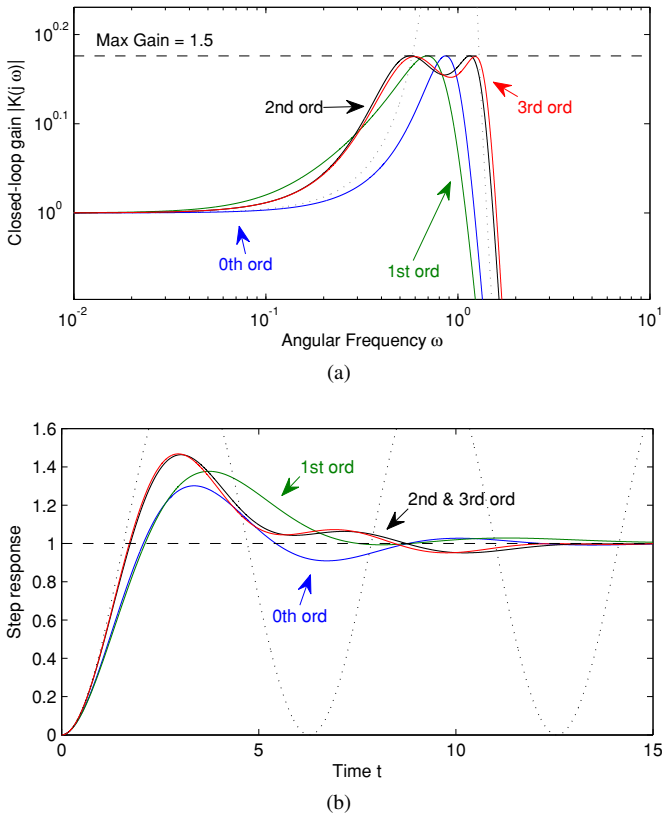 10^0.2
Max Gain = 1.5
10^0.1
2nd ord
3rd ord
10^0
0th ord
1st ord
Closed-loop gain |K(j ω)|
10^-2
10^-1
10^0
10^1
Angular Frequency ω
(a)
1.6
1.4
1.2
1
0.8
0.6
0.4
0.2
0
1st ord
2nd & 3rd ord
0th ord
Step response
0
5
10
15
Time t
(b)